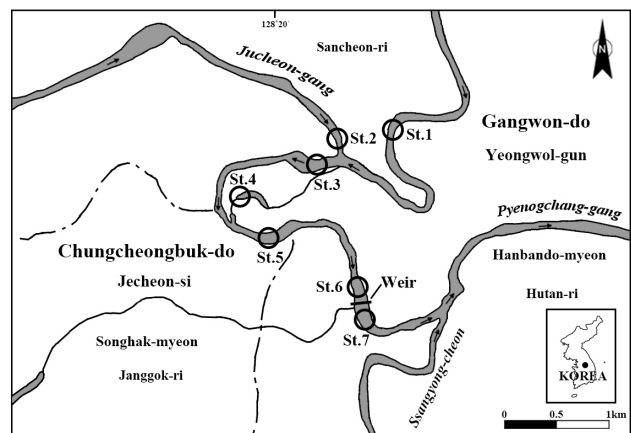 128°20'
Sancheon-ri
Jucheon-gang
N
St.2
St.1
Gangwon-do
Yeongwol-gun
St.3
St.4
Pyenogchang-gang
Chungcheongbuk-do
St.5
Hanbando-myeon
Jecheon-si
St.6
Weir
Hutan-ri
St.7
Songhak-myeon
Janggok-ri
Ssangyong-cheon
KOREA
0 0.5 1km